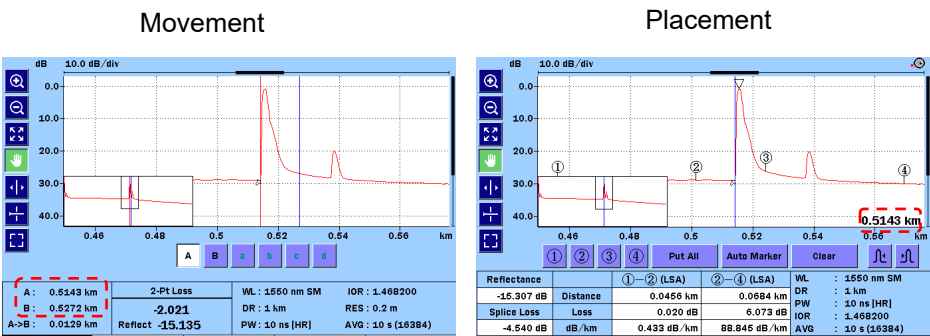 Movement
Placement
dB 10.0 dB/div
0.0
10.0
20.0
30.0
40.0
0.46 0.48 0.5 0.52 0.54 0.56 km
A B a b c d
A : 0.5143 km
B : 0.5272 km
A->B : 0.0129 km
2-Pt Loss
-2.021
Reflect -15.135
WL : 1550 nm SM
DR : 1 km
PW : 10 ns [HR]
IOR : 1.468200
RES : 0.2 m
AVG : 10 s (16384)
dB 10.0 dB/div
0.0
10.0
20.0
30.0
40.0
① ② ③ ④
0.5143 km
0.46 0.48 0.5 0.52 0.54 0.56 km
① ② ③ ④ Put All Auto Marker Clear
Reflectance ①—② (LSA) ②—④ (LSA)
-15.307 dB Distance 0.0456 km 0.0684 km
Splice Loss Loss 0.020 dB 6.073 dB
-4.540 dB dB/km 0.433 dB/km 88.845 dB/km
WL : 1550 nm SM
DR : 1 km
PW : 10 ns [HR]
IOR : 1.468200
AVG : 10 s (16384)